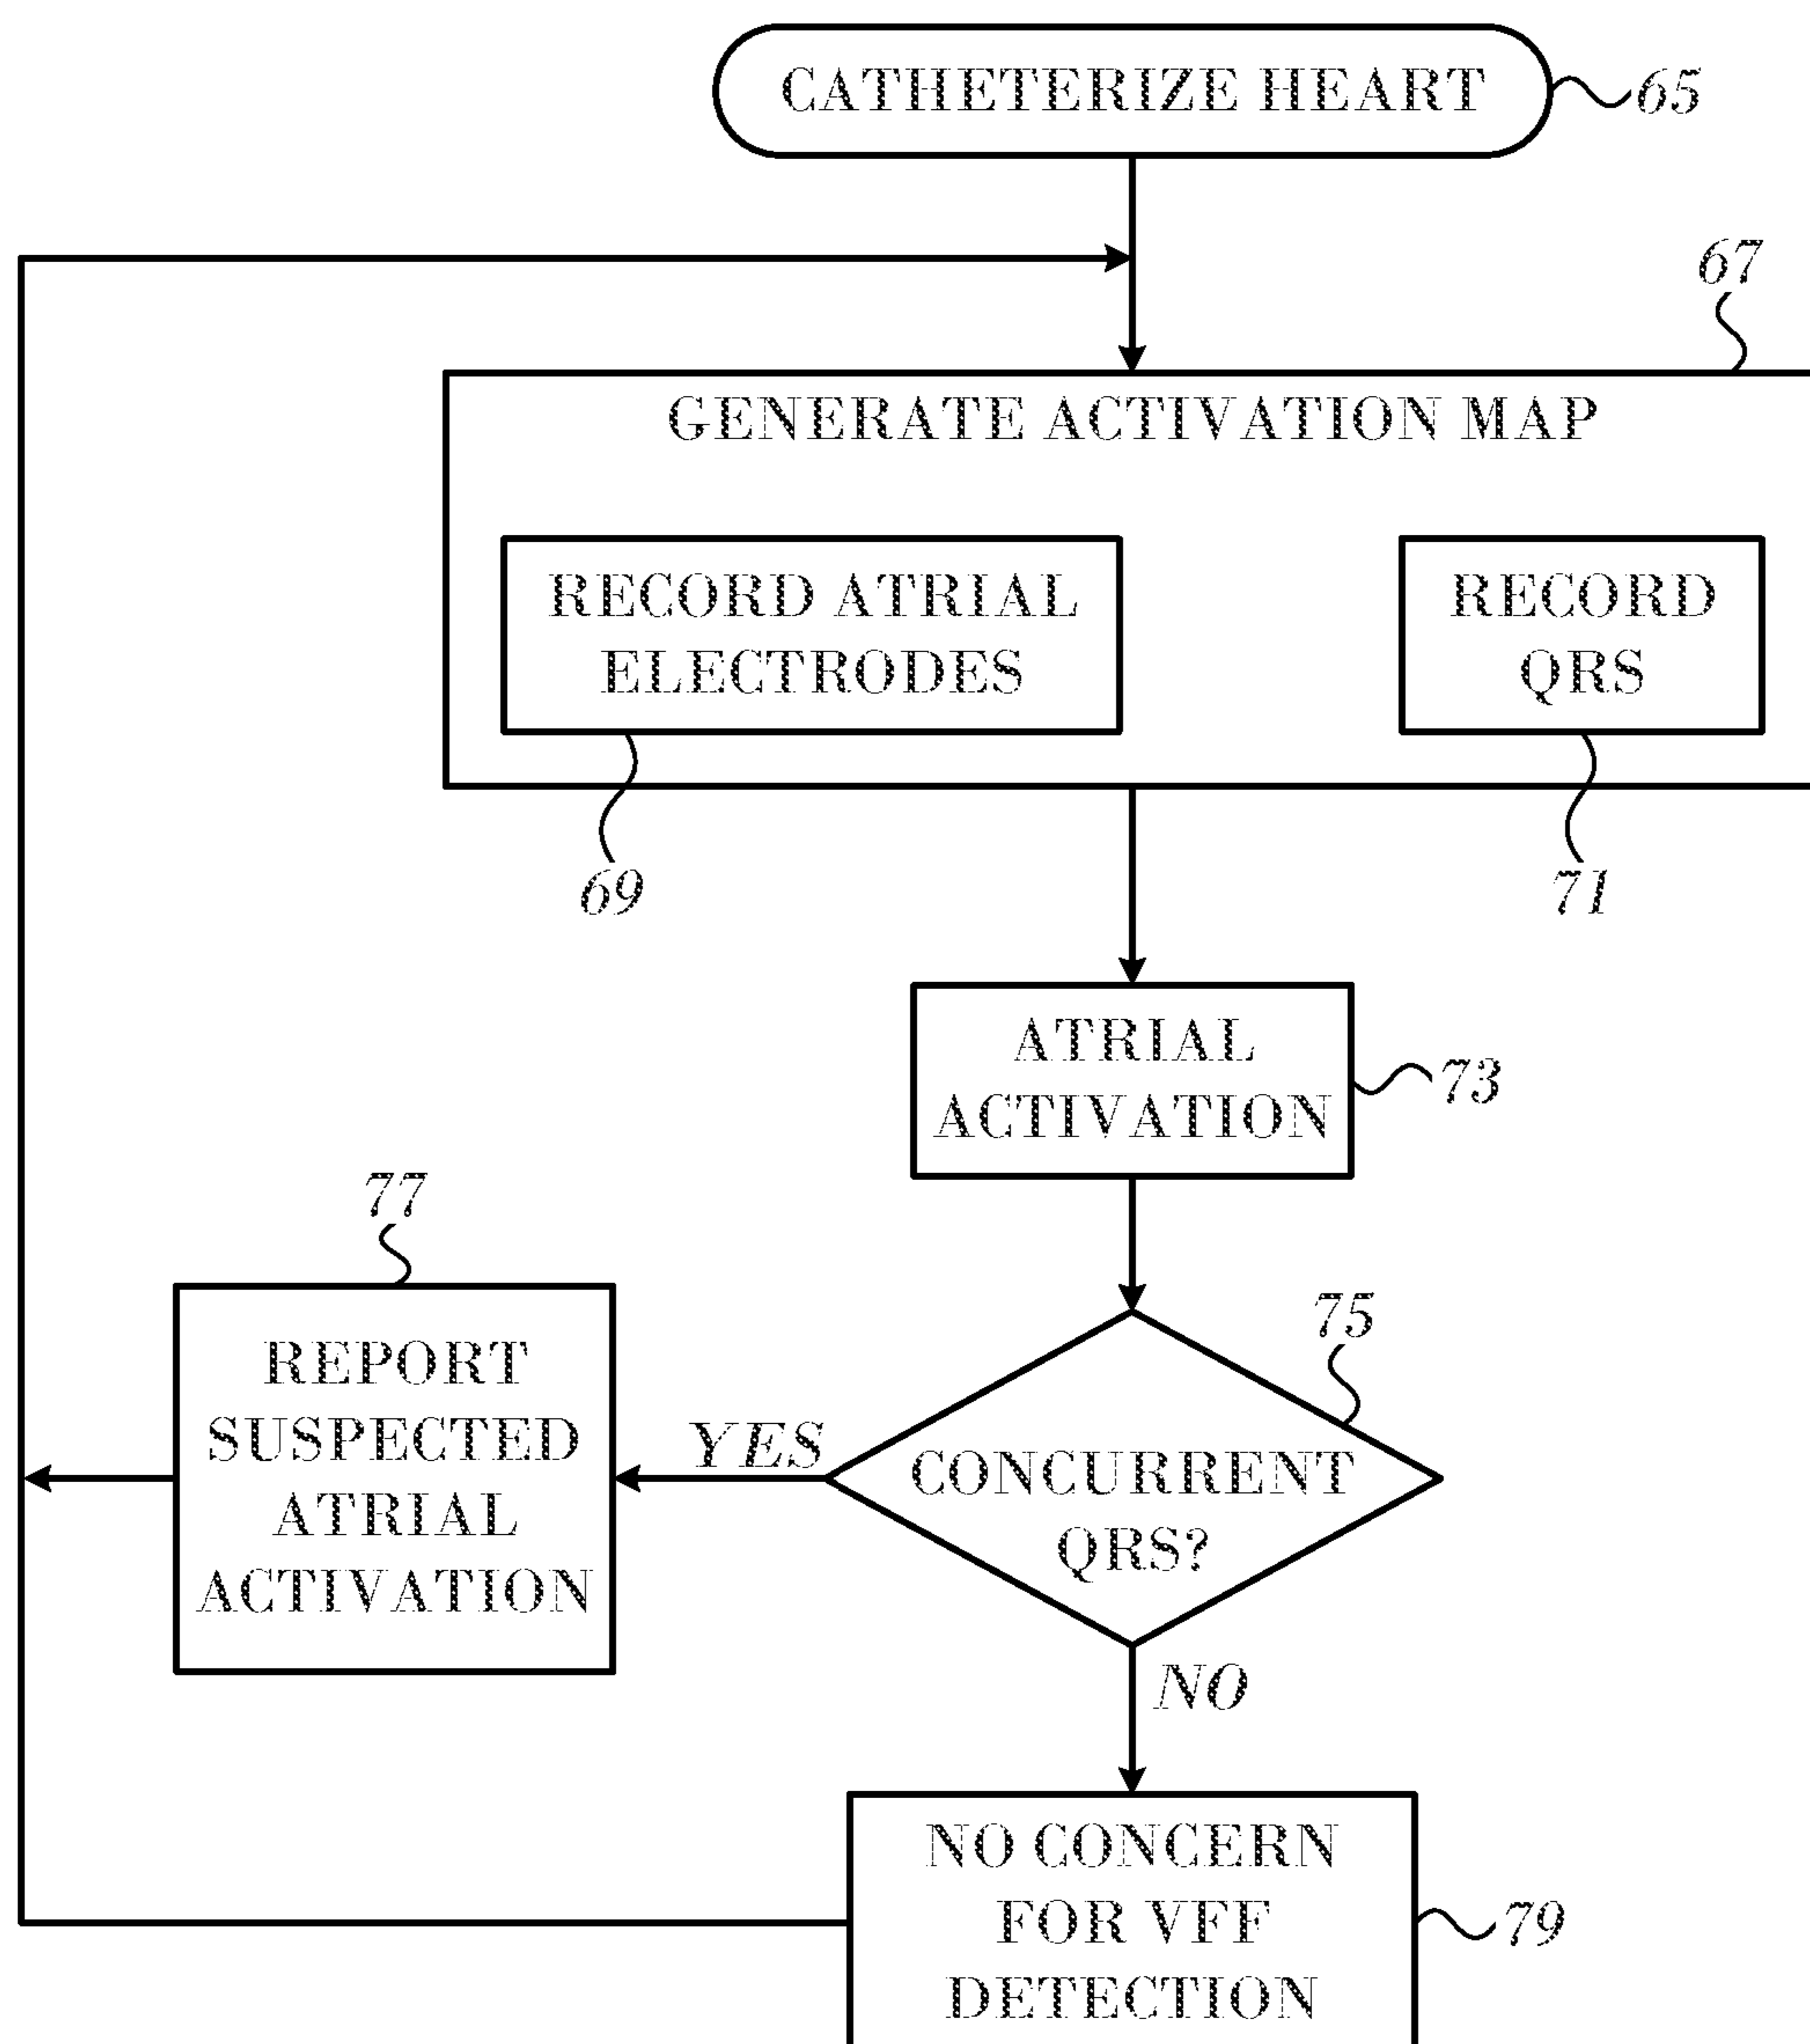 CATHETERIZE HEART
65
67
GENERATE ACTIVATION MAP
RECORD ATRIAL
ELECTRODES
RECORD
QRS
69
71
ATRIAL
ACTIVATION
73
77
75
REPORT
SUSPECTED
ATRIAL
ACTIVATION
YES
CONCURRENT
QRS?
NO
NO CONCERN
FOR VFF
DETECTION
79